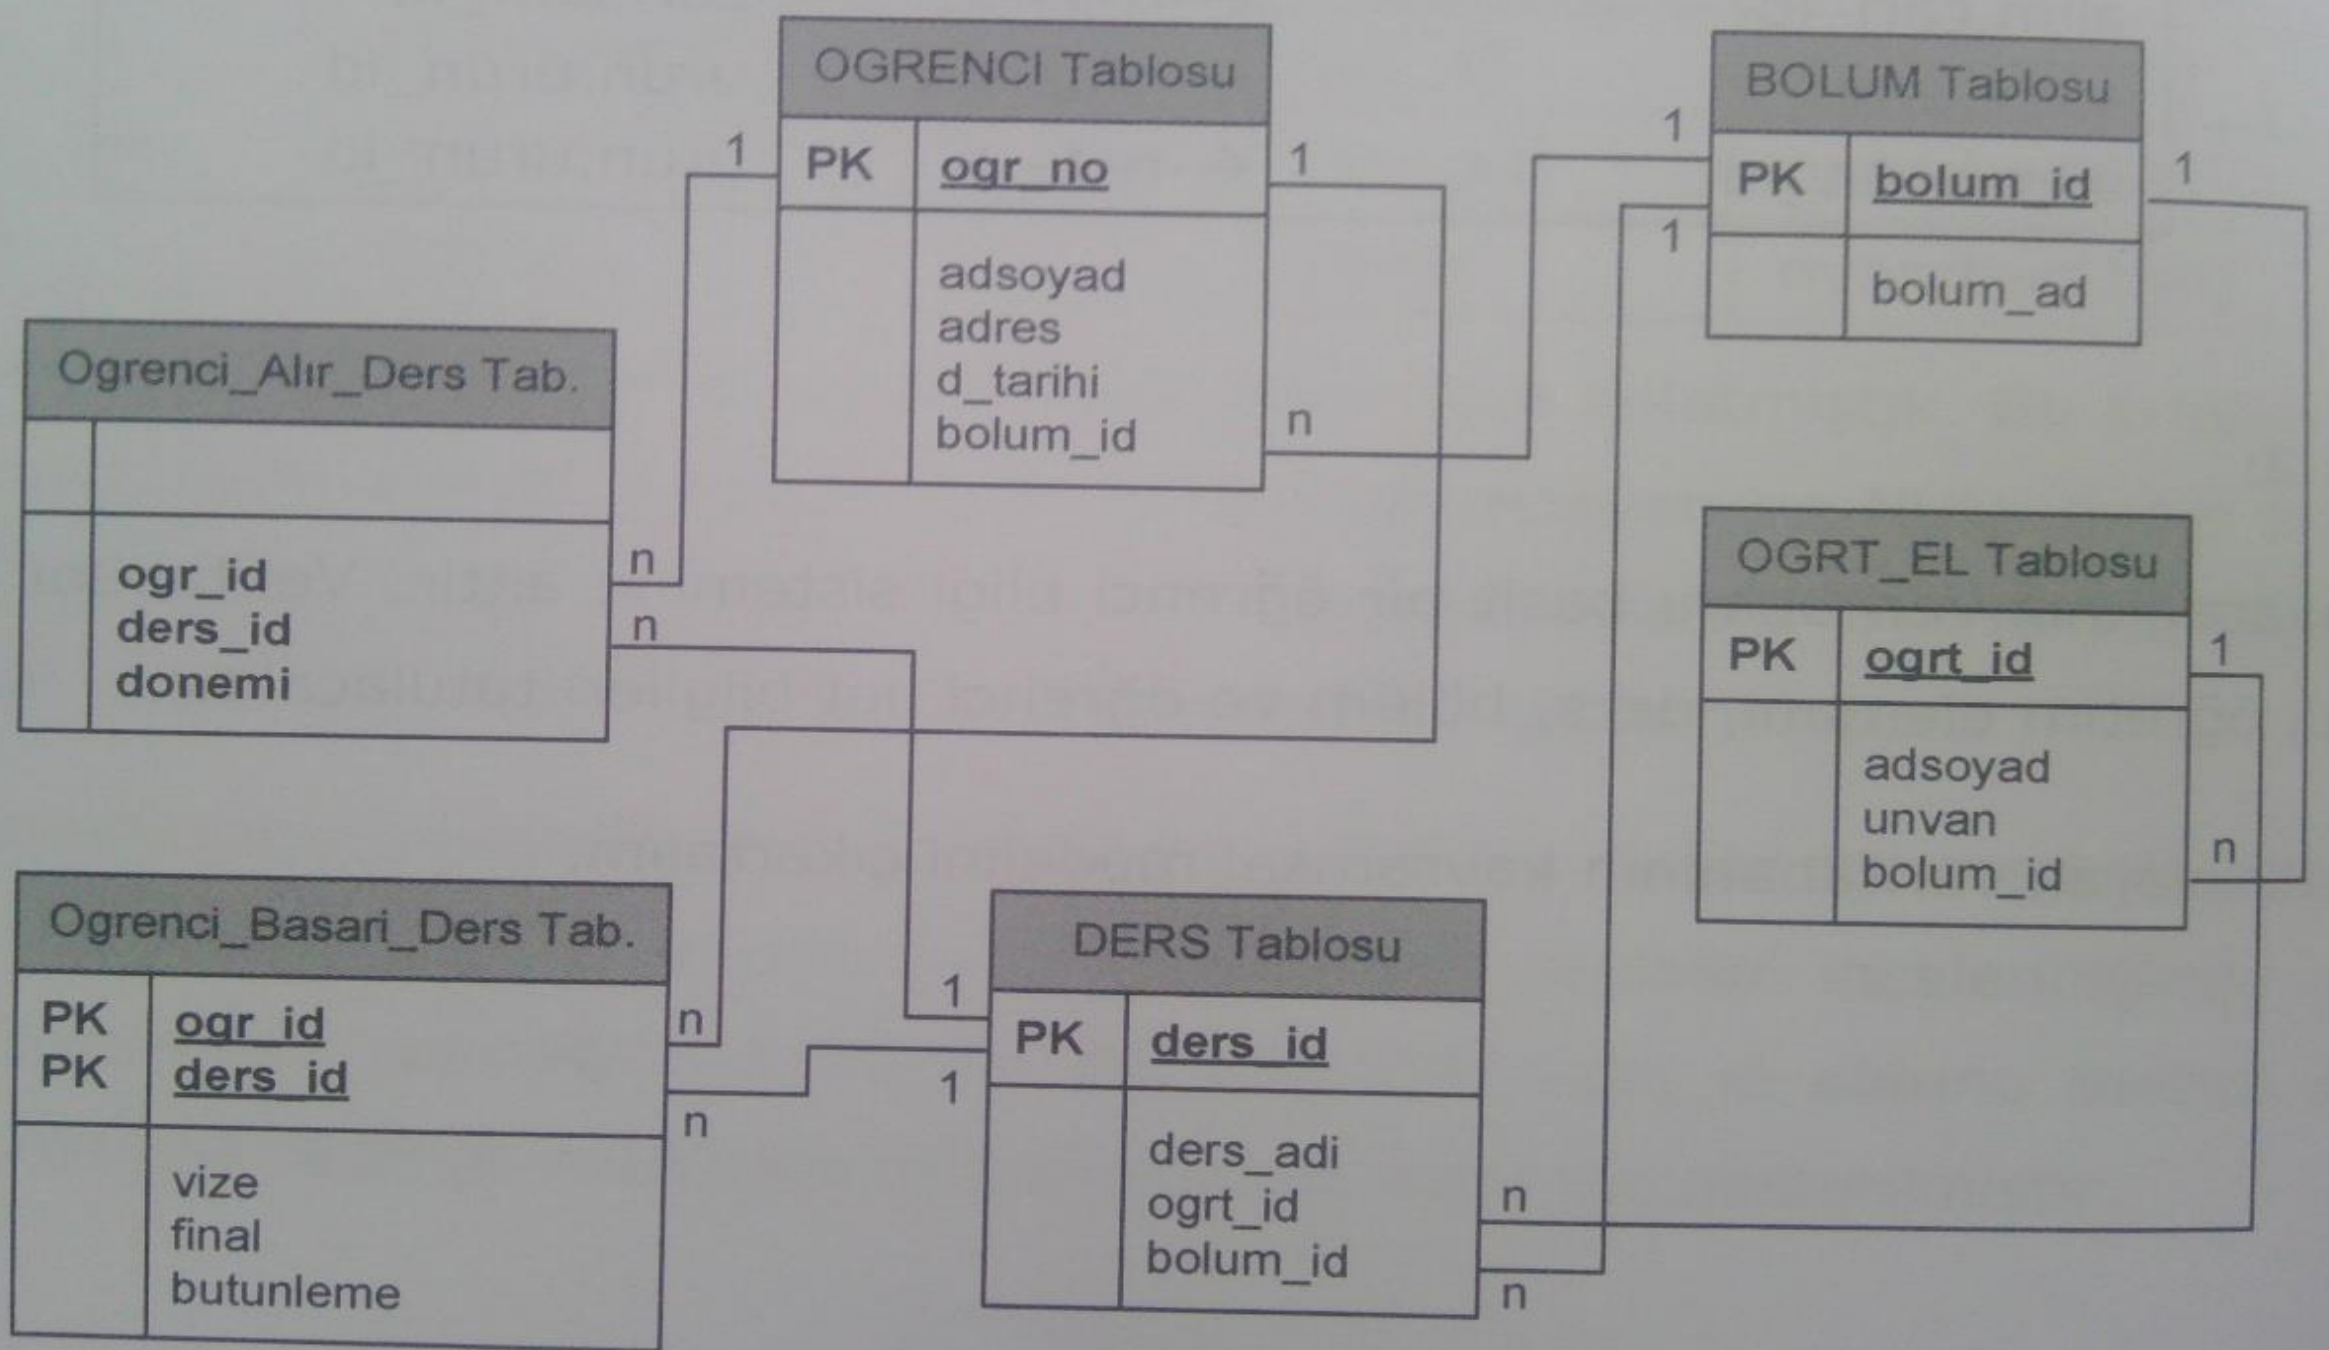 OGRENCI Tablosu
PK ogr_no
adsoyad
adres
d_tarihi
bolum_id
1
1
n
BOLUM Tablosu
PK bolum_id
bolum_ad
1
1
1
Ogrenci_Alır_Ders Tab.
ogr_id
ders_id
donemi
n
n
OGRT_EL Tablosu
PK ogrt_id
adsoyad
unvan
bolum_id
1
n
Ogrenci_Basari_Ders Tab.
PK ogr_id
PK ders_id
vize
final
butunleme
n
n
DERS Tablosu
PK ders_id
ders_adi
ogrt_id
bolum_id
1
1
n
n